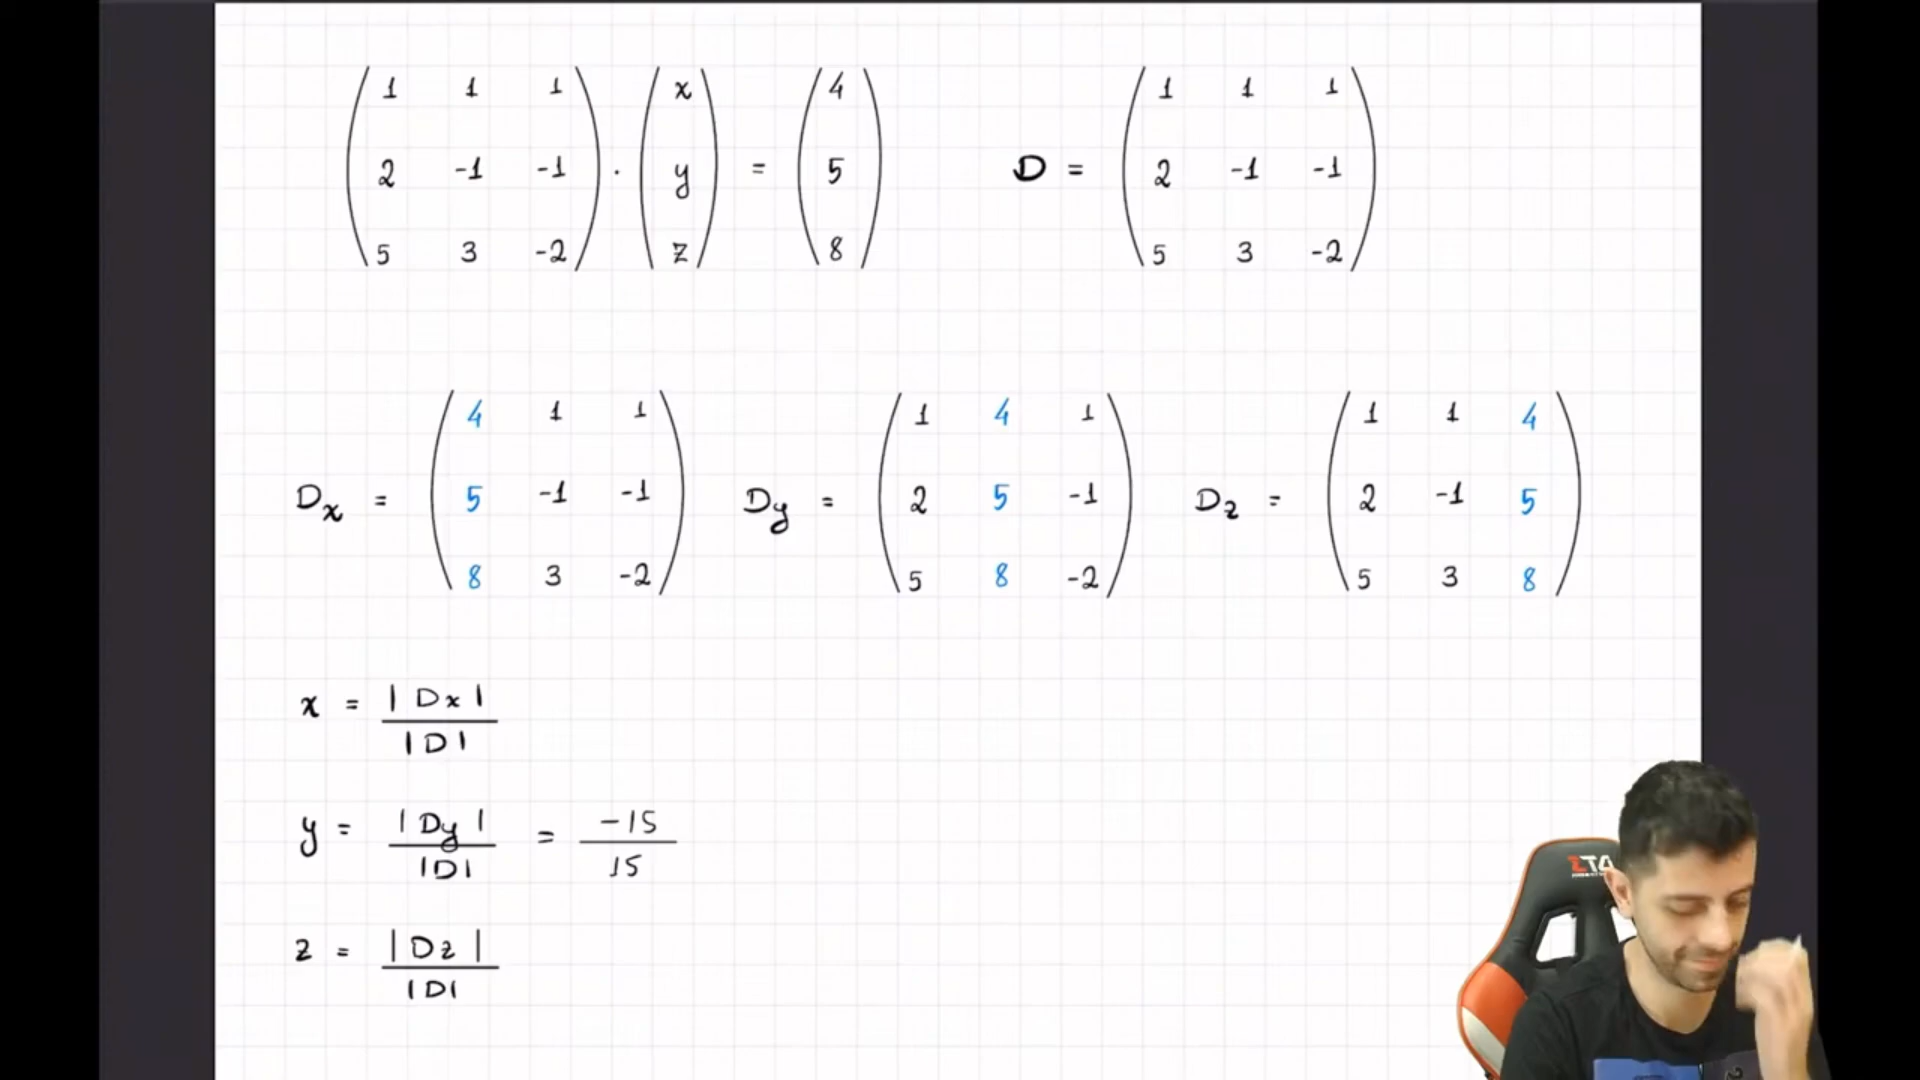 1 1 1 x 4 1 1 1
2 -1 -1 · y = 5 D = 2 -1 -1
5 3 -2 z 8 5 3 -2
4 1 1 1 4 1 1 1 4
Dx = 5 -1 -1 Dy = 2 5 -1 Dz = 2 -1 5
8 3 -2 5 8 -2 5 3 8
x = |Dx| / |D|
y = |Dy| / |D| = -15 / 15
z = |Dz| / |D|